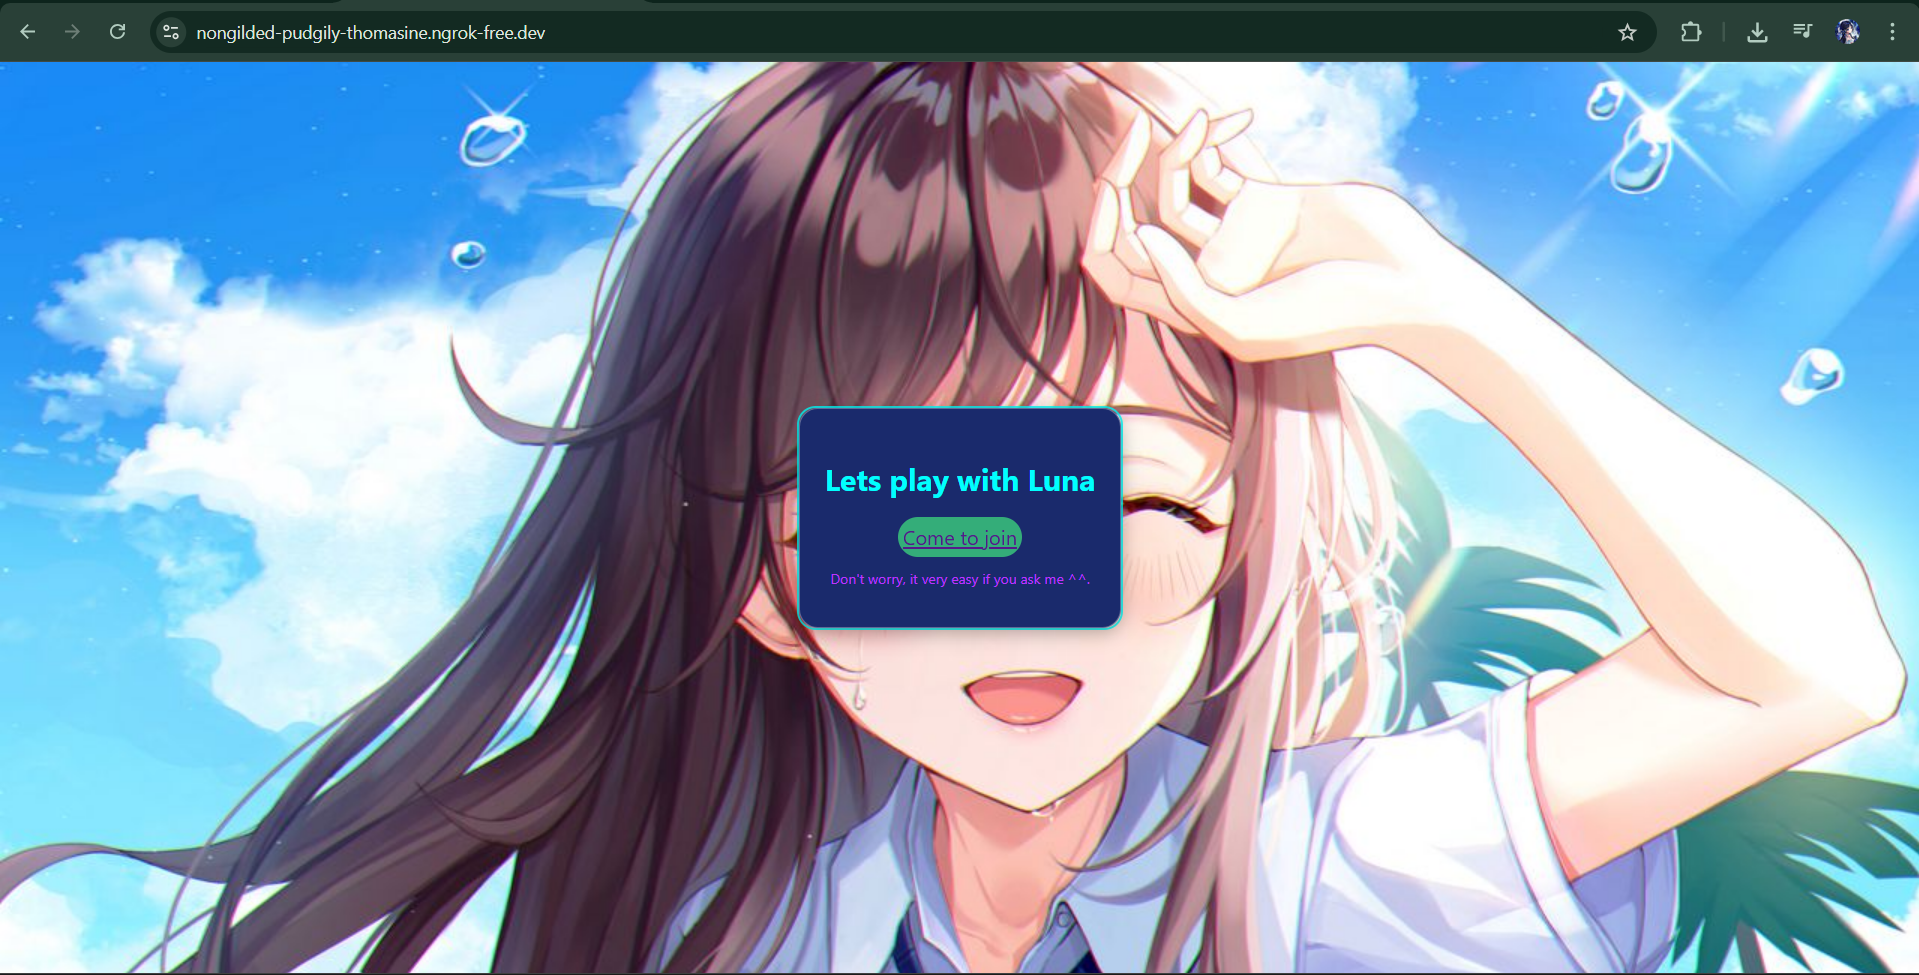 nongilded-pudgily-thomasine.ngrok-free.dev
Lets play with Luna
Come to join
Don't worry, it very easy if you ask me ^^.